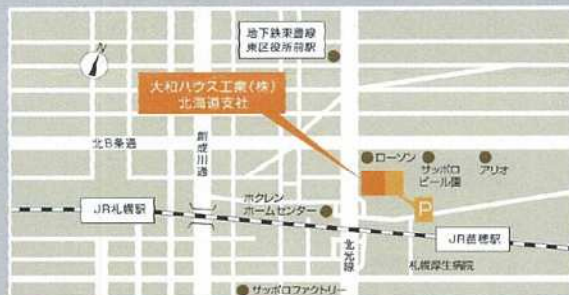 地下鉄東豊線
東区役所前駅
大和ハウス工業(株)
北海道支社
北8条通
創成川通
ローソン
サッポロ
ビール園
アリオ
P
JR札幌駅
ホクレン
ホームセンター
北光線
JR苗穂駅
札幌厚生病院
サッポロファクトリー